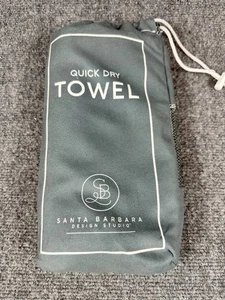 QUICK DRY
TOWEL
SB
SANTA BARBARA
DESIGN STUDIO